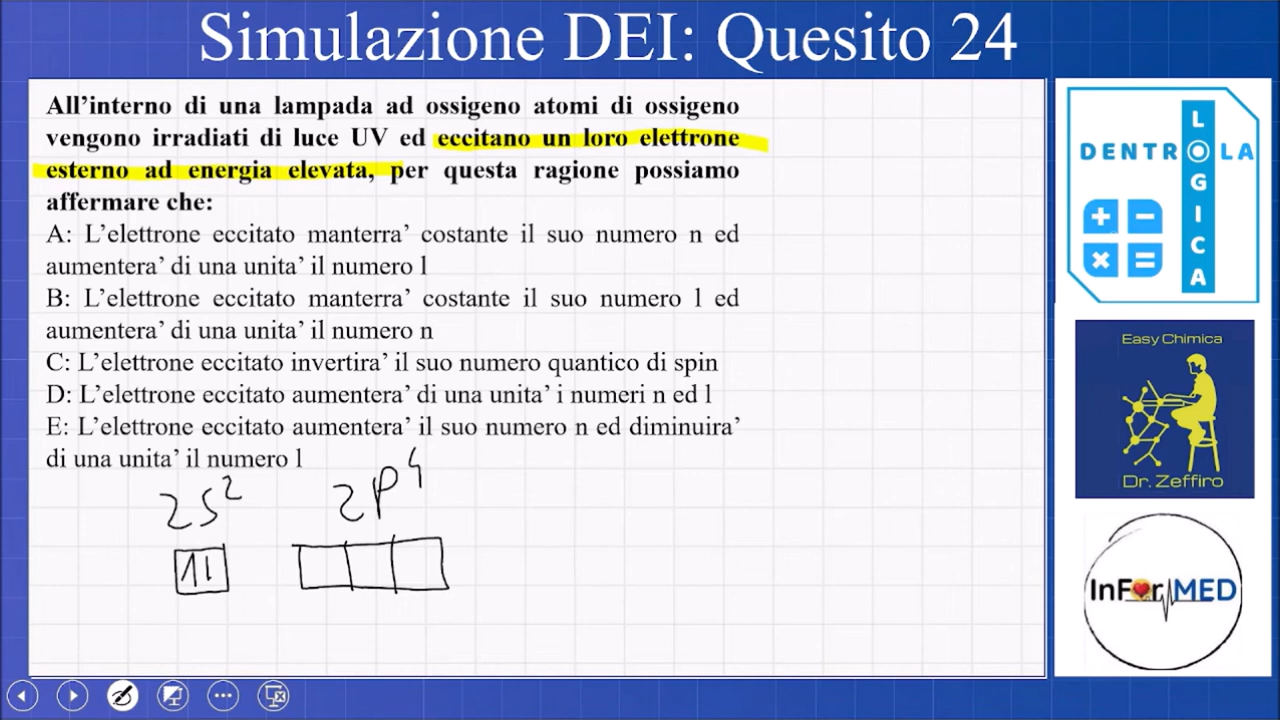 Simulazione DEI: Quesito 24
All’interno di una lampada ad ossigeno atomi di ossigeno
vengono irradiati di luce UV ed eccitano un loro elettrone
esterno ad energia elevata, per questa ragione possiamo
affermare che:
A: L’elettrone eccitato manterra’ costante il suo numero n ed
aumentera’ di una unita’ il numero l
B: L’elettrone eccitato manterra’ costante il suo numero l ed
aumentera’ di una unita’ il numero n
C: L’elettrone eccitato invertira’ il suo numero quantico di spin
D: L’elettrone eccitato aumentera’ di una unita’ i numeri n ed l
E: L’elettrone eccitato aumentera’ il suo numero n ed diminuira’
di una unita’ il numero l
2s² 2p⁴
DENTRO LA
LOGICA
+ −
× =
Easy Chimica
Dr. Zeffiro
InForMED